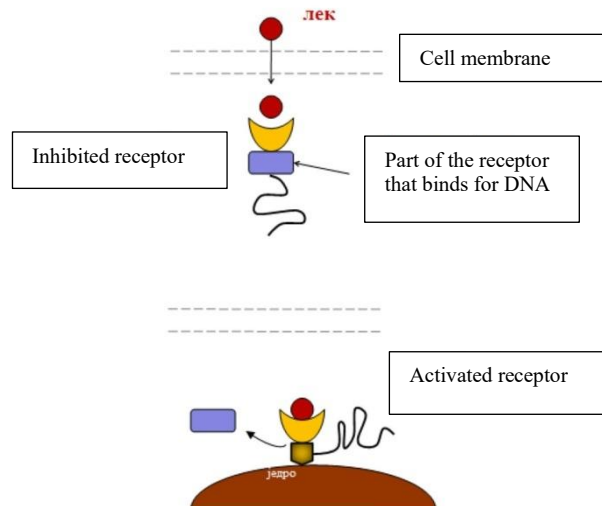 лек
Cell membrane
Inhibited receptor
Part of the receptor
that binds for DNA
Activated receptor
једро